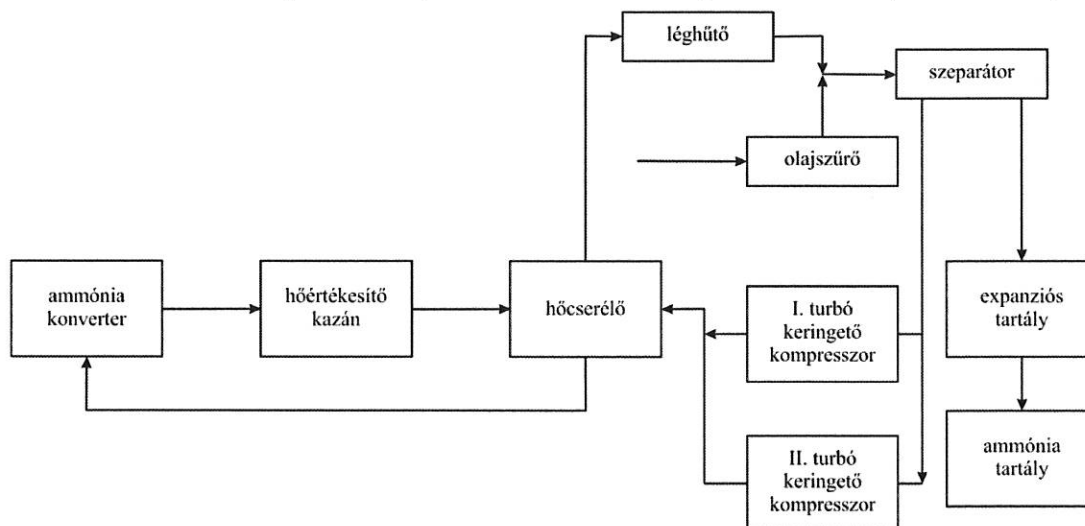 léghűtő
szeparátor
olajszűrő
ammónia
konverter
hőértékesítő
kazán
hőcserélő
I. turbó
keringető
kompresszor
expanziós
tartály
II. turbó
keringető
kompresszor
ammónia
tartály